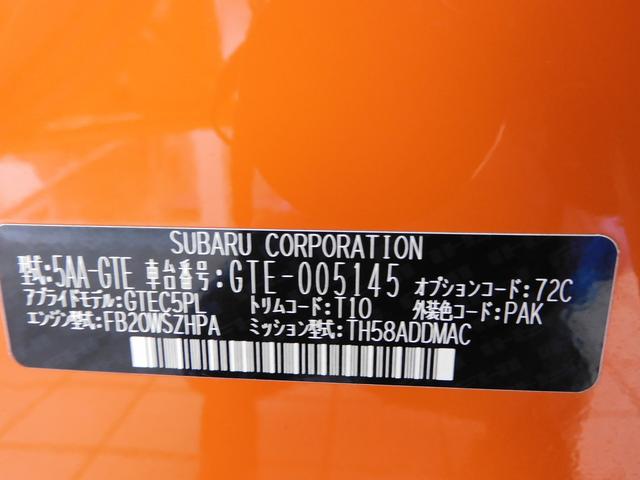 SUBARU CORPORATION
型式:5AA-GTE 車台番号:GTE-005145 オプションコード:72C
アプライドモデル:GTEC5PL トリムコード:T10 外装色コード:PAK
エンジン型式:FB20WSZHPA ミッション型式:TH58ADDMAC